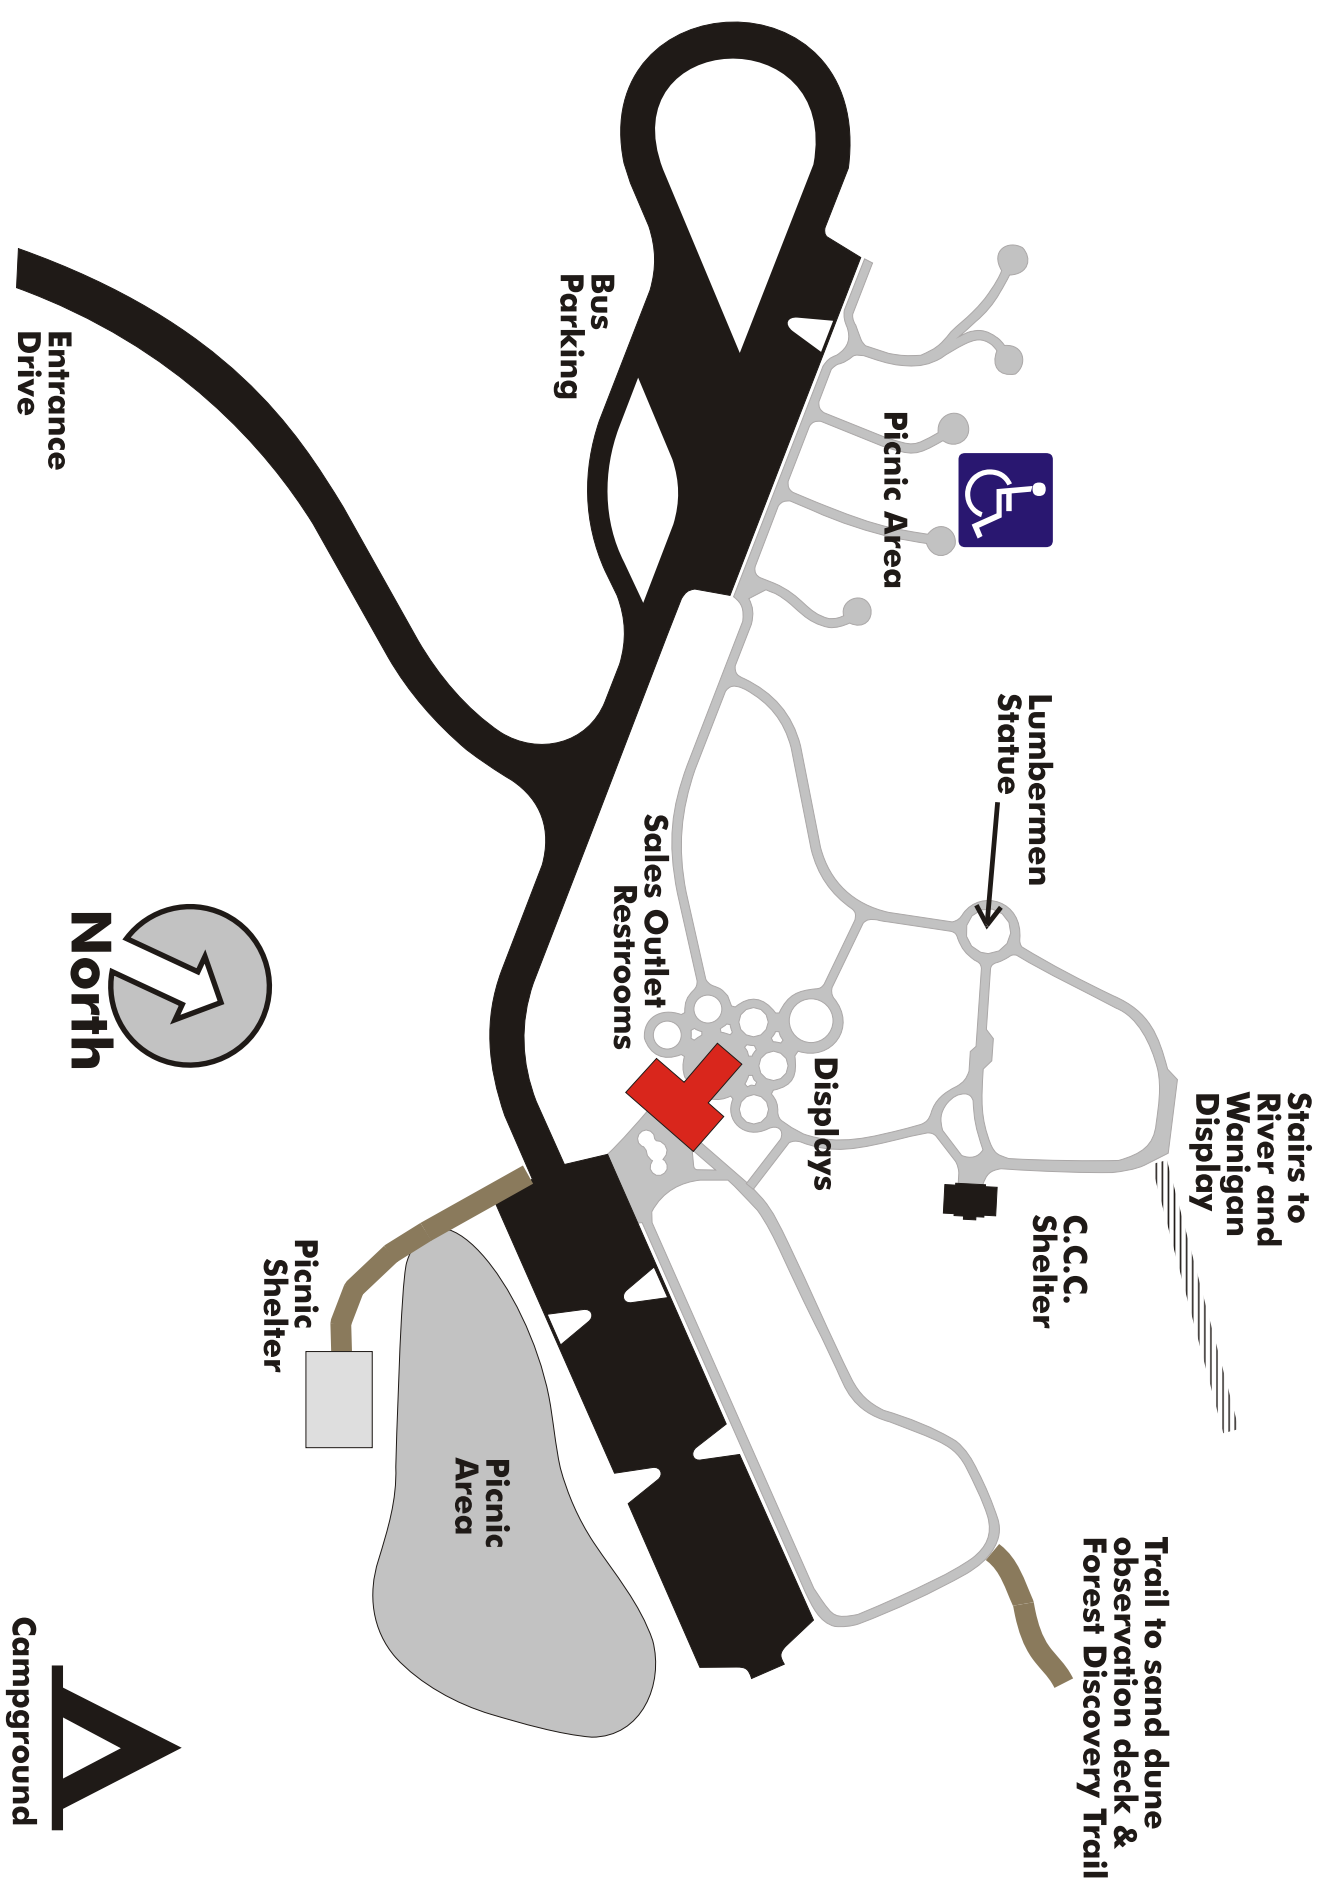 Stairs to
River and
Wanigan
Display
Trail to sand dune
observation deck &
Forest Discovery Trail
Lumbermen
Statue
C.C.C.
Shelter
Picnic Area
Displays
Sales Outlet
Restrooms
Bus
Parking
Picnic
Area
Picnic
Shelter
North
Entrance
Drive
Campground